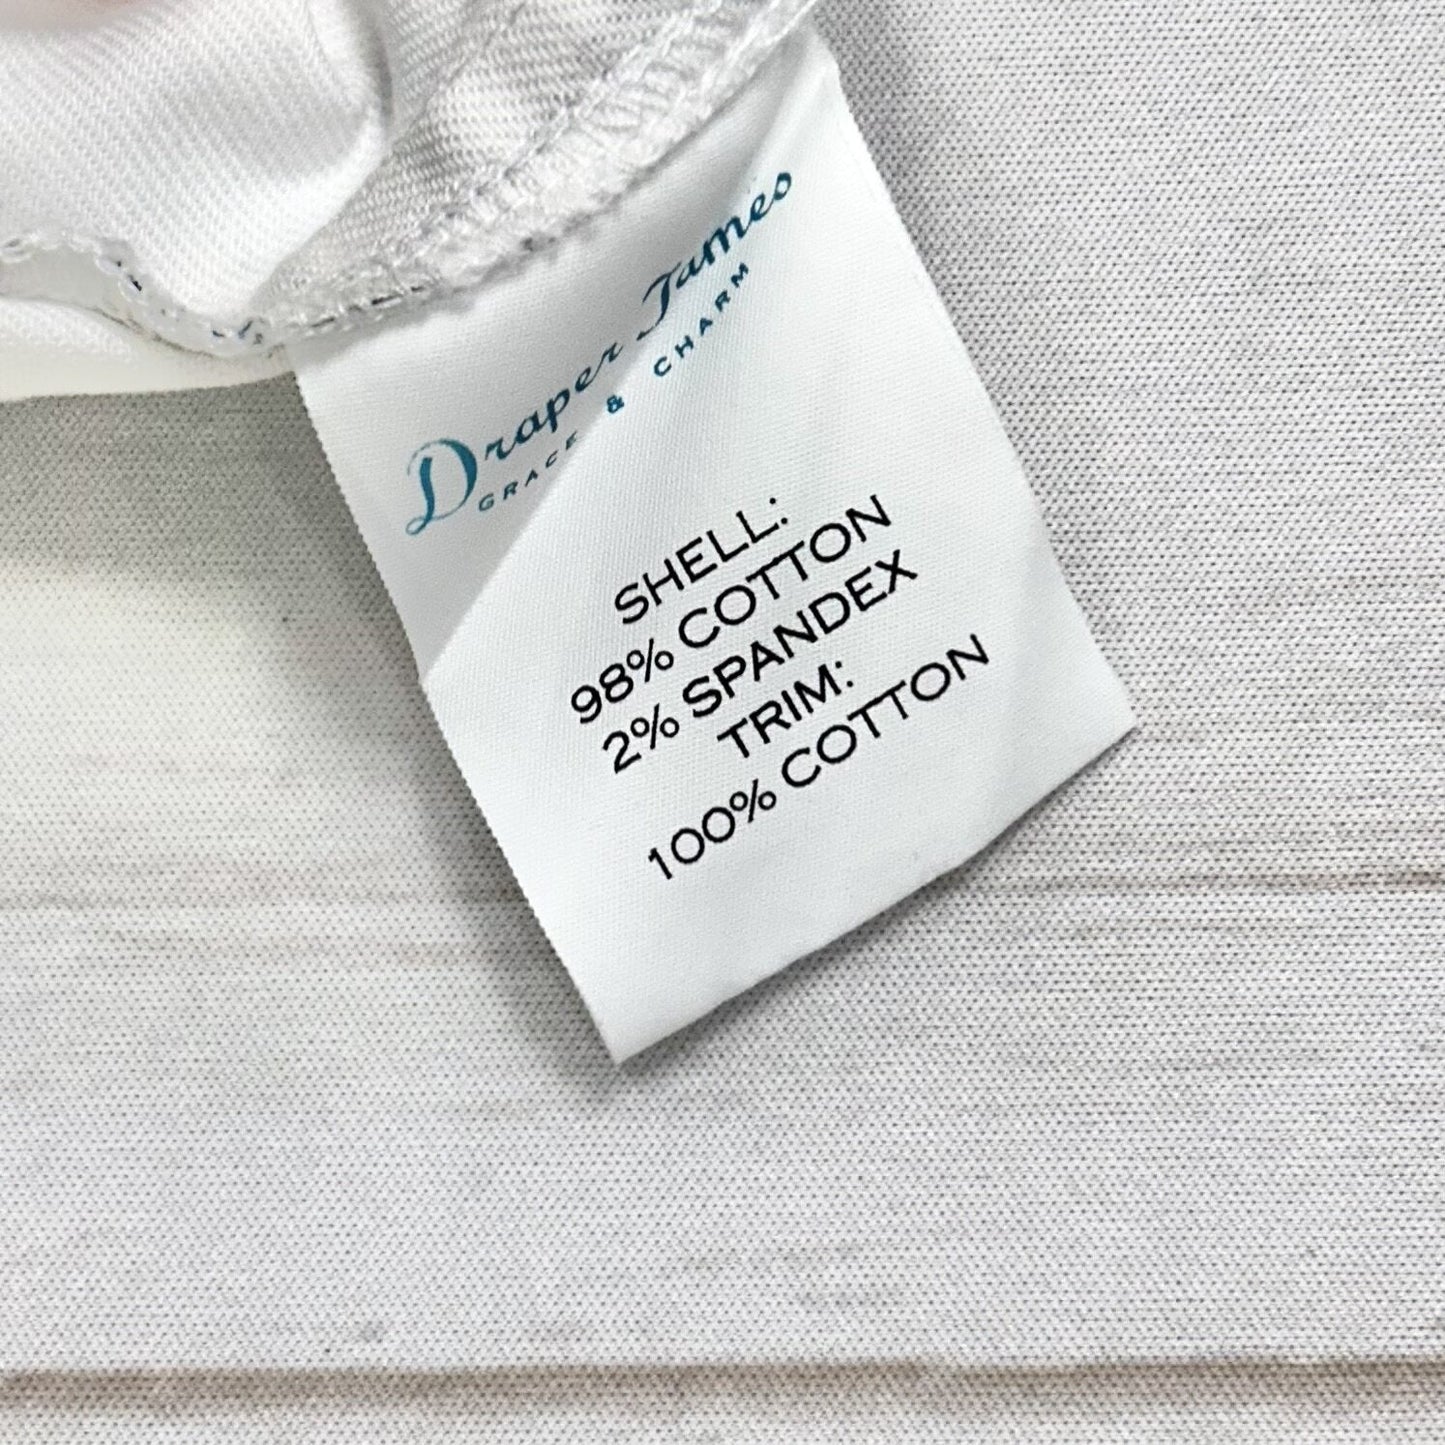 Draper James
GRACE & CHARM
SHELL:
98% COTTON
2% SPANDEX
TRIM:
100% COTTON